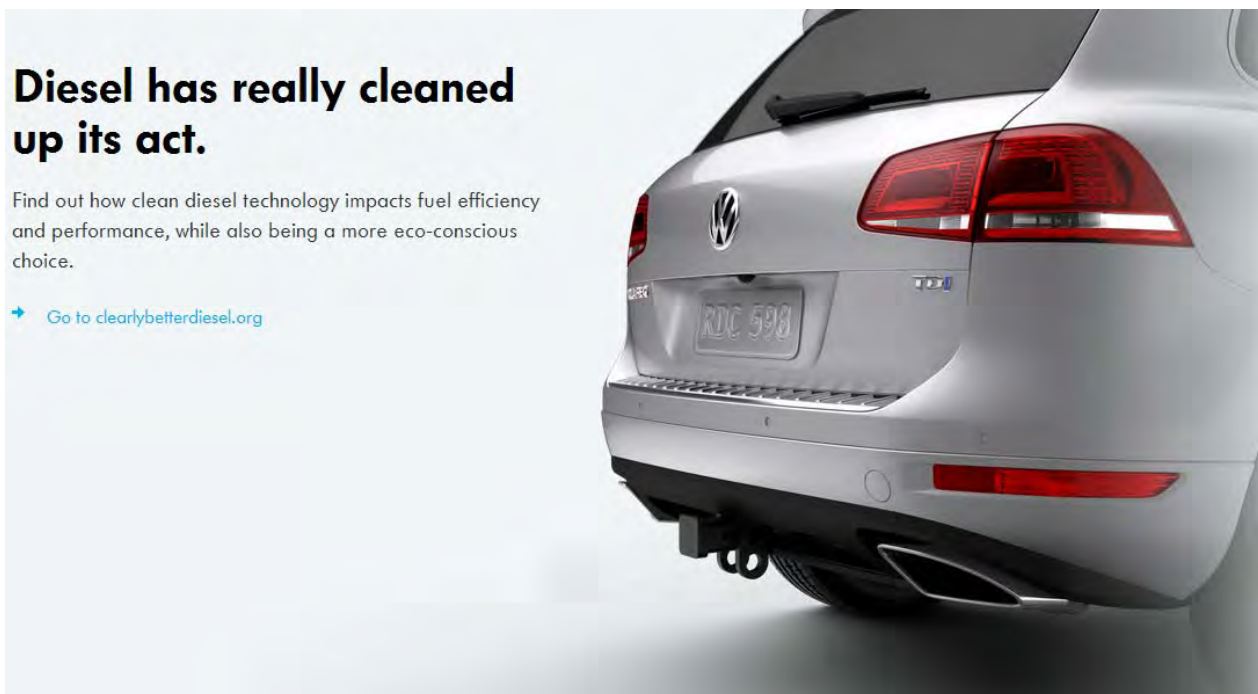 Diesel has really cleaned
up its act.
Find out how clean diesel technology impacts fuel efficiency
and performance, while also being a more eco-conscious
choice.
Go to clearlybetterdiesel.org
VW
TDI
RDC 598